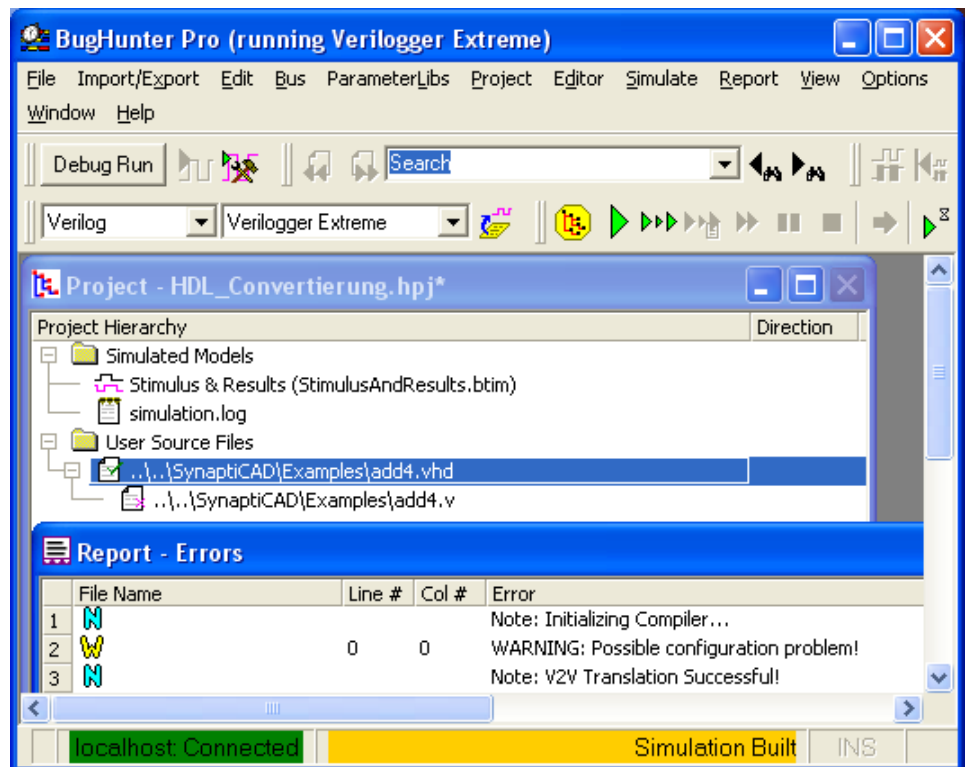 BugHunter Pro (running Verilogger Extreme)
File Import/Export Edit Bus ParameterLibs Project Editor Simulate Report View Options
Window Help
Debug Run Search
Verilog Verilogger Extreme
Project - HDL_Convertierung.hpj*
Project Hierarchy Direction
Simulated Models
Stimulus & Results (StimulusAndResults.btim)
simulation.log
User Source Files
..\..\SynaptiCAD\Examples\add4.vhd
..\..\SynaptiCAD\Examples\add4.v
Report - Errors
File Name Line # Col # Error
1 N Note: Initializing Compiler...
2 W 0 0 WARNING: Possible configuration problem!
3 N Note: V2V Translation Successful!
localhost: Connected Simulation Built INS